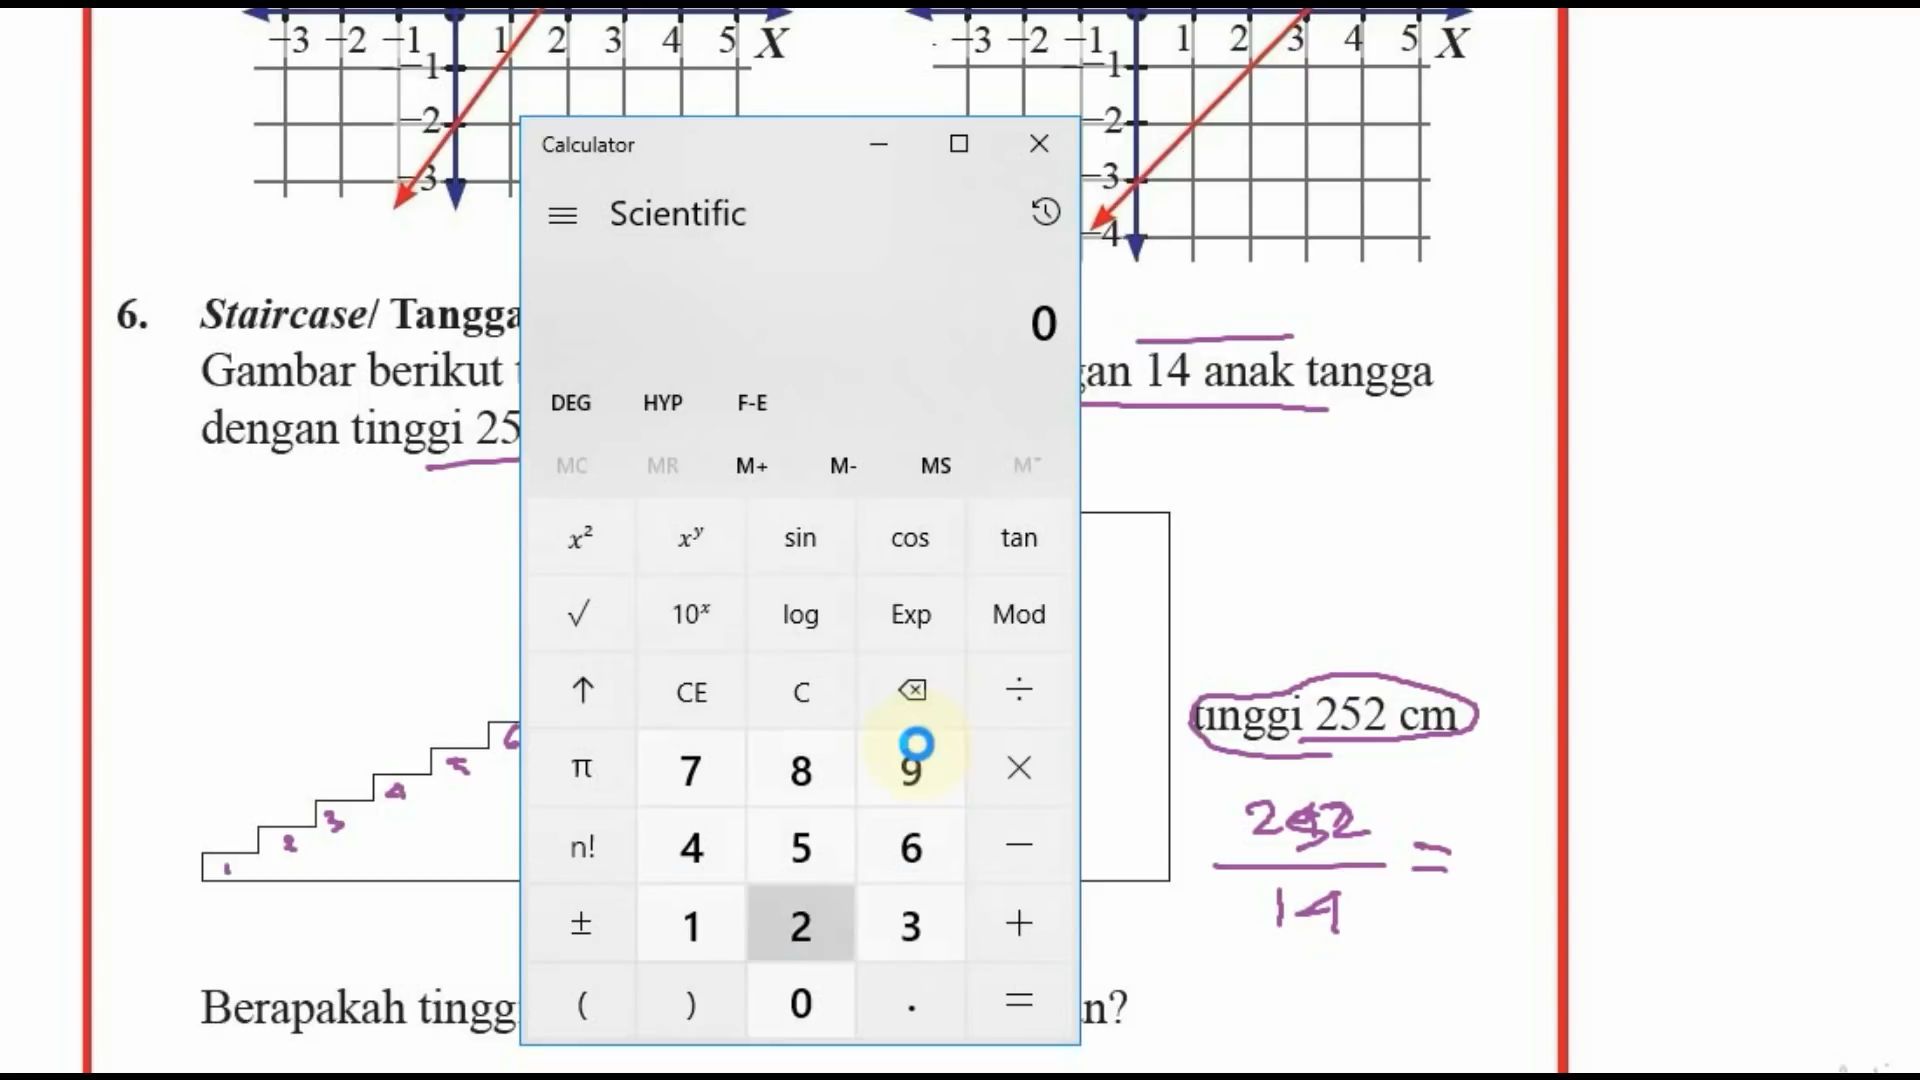 −3 −2 −1 1 2 3 4 5 X
−1
−2
−3
−3 −2 −1 1 2 3 4 5 X
−1
−2
−3
−4
Calculator
Scientific
0
DEG HYP F-E
MC MR M+ M- MS M
x² xʸ sin cos tan
√ 10ˣ log Exp Mod
↑ CE C ÷
π 7 8 9 ×
n! 4 5 6 −
± 1 2 3 +
( ) 0 . =
6. Staircase/ Tangga
Gambar berikut an 14 anak tangga
dengan tinggi 25
1
2
3
4
5
6
tinggi 252 cm
252
14
=
Berapakah tingg n?